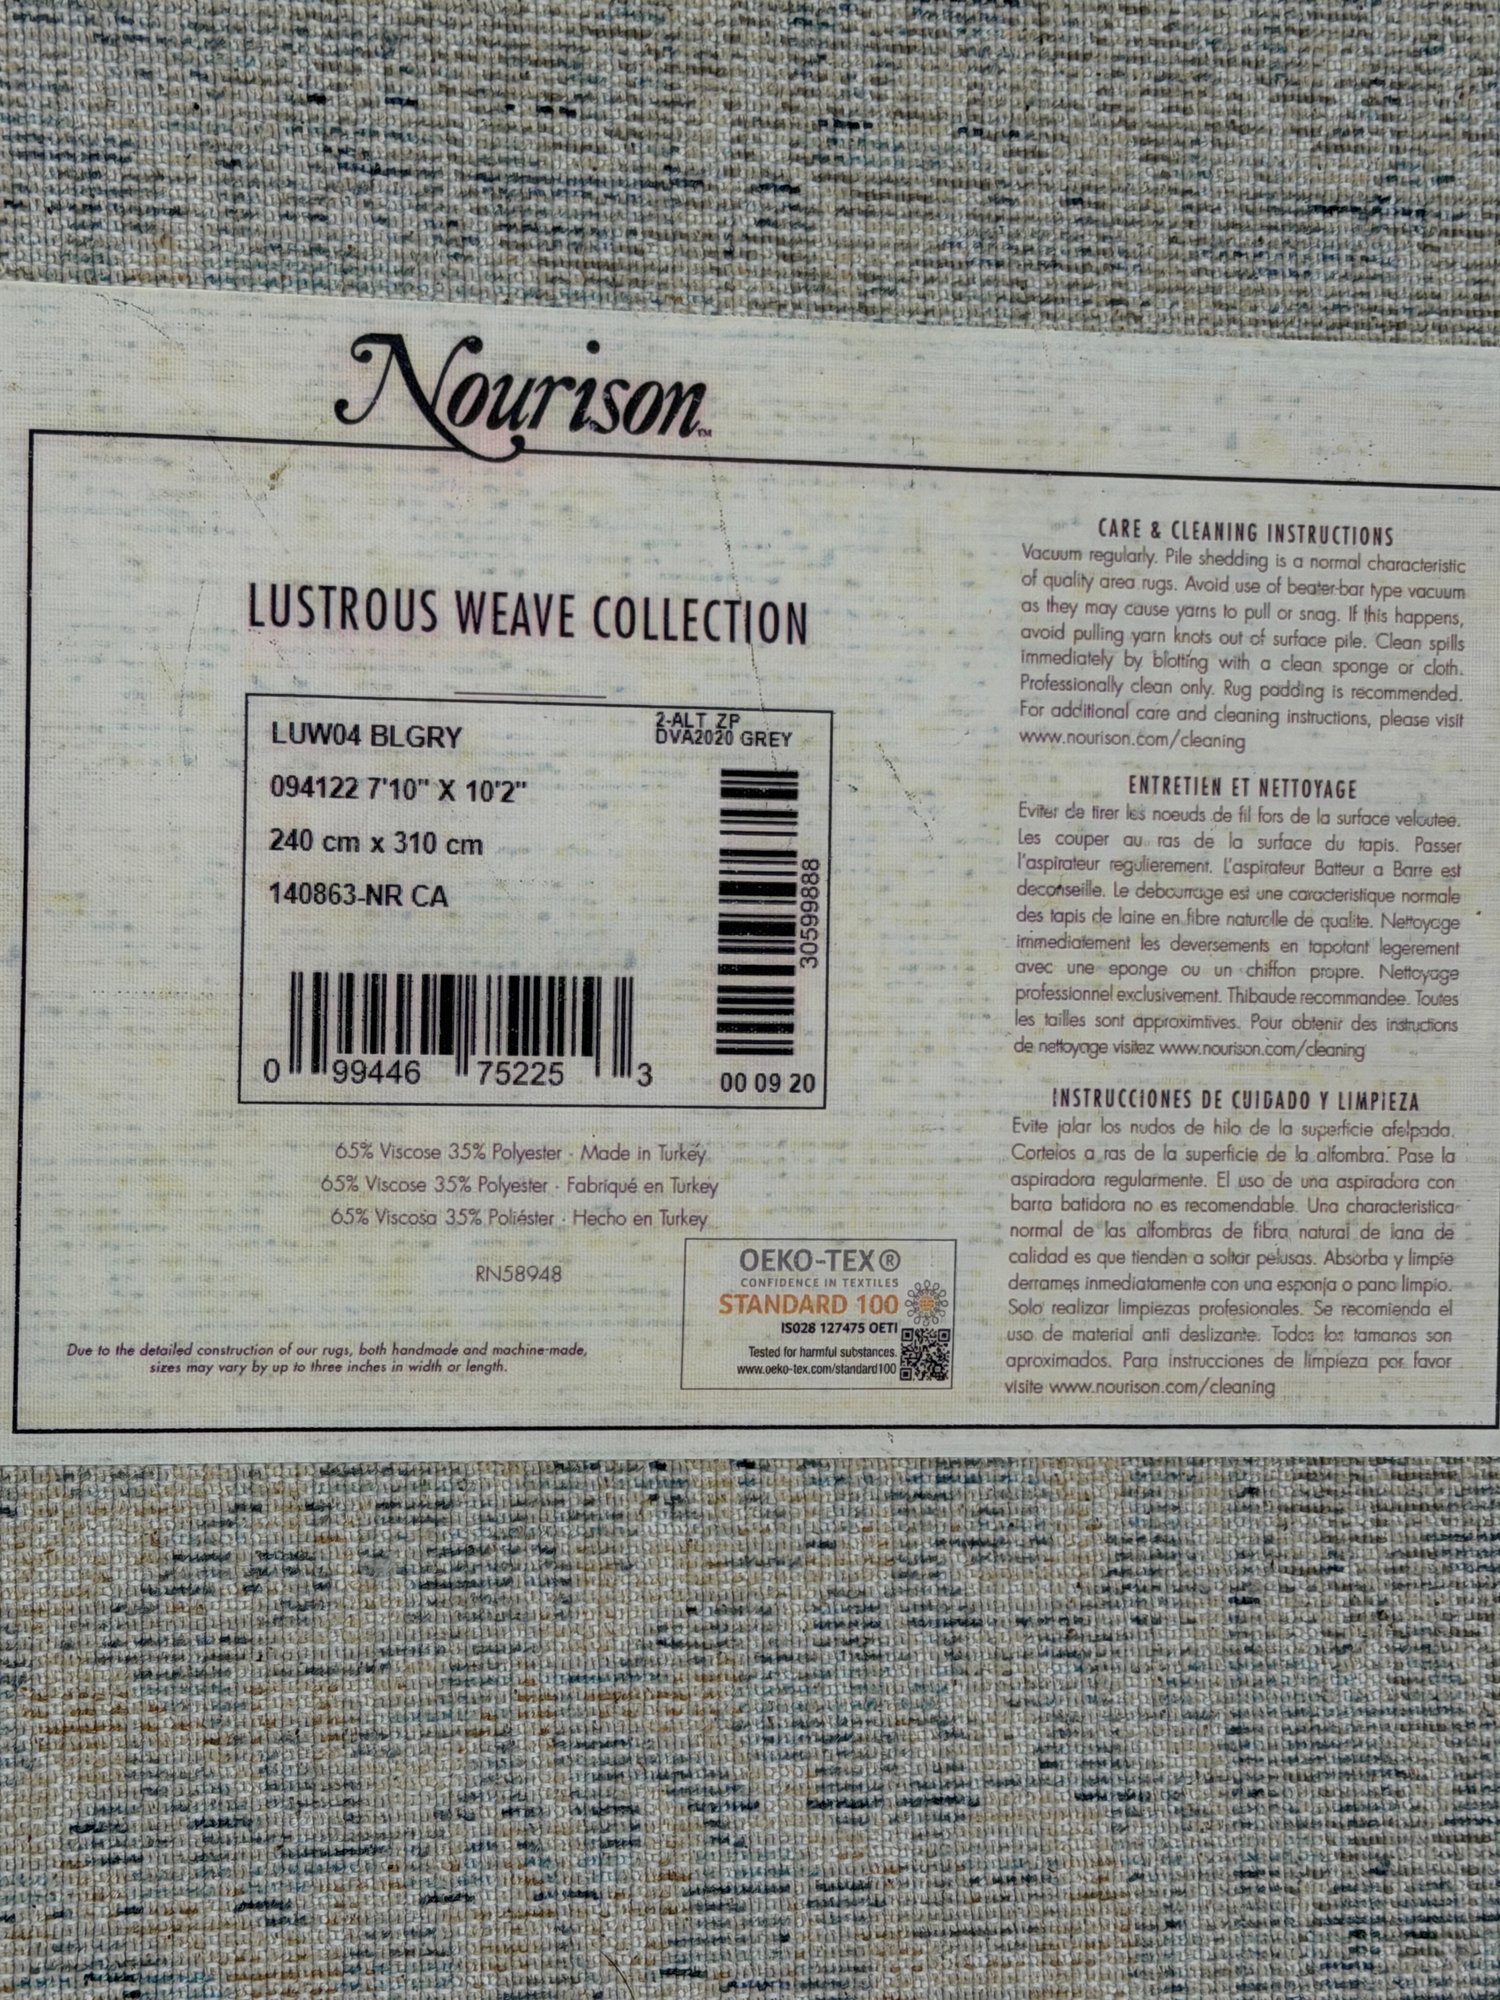 Nourison™
LUSTROUS WEAVE COLLECTION
LUW04 BLGRY
2-ALT ZP
DVA2020 GREY
094122 7'10" X 10'2"
240 cm x 310 cm
140863-NR CA
30599888
0 99446 75225 3
00 09 20
65% Viscose 35% Polyester · Made in Turkey
65% Viscose 35% Polyester · Fabriqué en Turkey
65% Viscosa 35% Poliéster · Hecho en Turkey
RN58948
Due to the detailed construction of our rugs, both handmade and machine-made,
sizes may vary by up to three inches in width or length.
OEKO-TEX®
CONFIDENCE IN TEXTILES
STANDARD 100
IS028 127475 OETI
Tested for harmful substances.
www.oeko-tex.com/standard100
CARE & CLEANING INSTRUCTIONS
Vacuum regularly. Pile shedding is a normal characteristic
of quality area rugs. Avoid use of beater-bar type vacuum
as they may cause yarns to pull or snag. If this happens,
avoid pulling yarn knots out of surface pile. Clean spills
immediately by blotting with a clean sponge or cloth.
Professionally clean only. Rug padding is recommended.
For additional care and cleaning instructions, please visit
www.nourison.com/cleaning
ENTRETIEN ET NETTOYAGE
Eviter de tirer les noeuds de fil fors de la surface veloutee.
Les couper au ras de la surface du tapis. Passer
l'aspirateur regulierement. L'aspirateur Batteur a Barre est
deconseille. Le debourrage est une caracteristique normale
des tapis de laine en fibre naturolle de qualite. Nettoyage
immediatement les deversements en tapotant legerement
avec une eponge ou un chiffon propre. Nettoyage
professionnel exclusivement. Thibaude recommandee. Toutes
les tailles sont approximtives. Pour obtenir des instructions
de nettoyage visitez www.nourison.com/cleaning
INSTRUCCIONES DE CUIGADO Y LIMPIEZA
Evite jalar los nudos de hilo de la superficie afelpada.
Cortelos a ras de la superficie de la alfombra. Pase la
aspiradora regularmente. El uso de una aspiradora con
barra batidora no es recomendable. Una characteristica
normal de las alfombras de fibra natural de lana de
calidad es que tienden a soltar pelusas. Absorba y limpie
derrames inmediatamente con una esponja o pano limpio.
Solo realizar limpiezas profesionales. Se recomienda el
uso de material anti deslizante. Todos los tamanos son
aproximados. Para instrucciones de limpieza por favor
visite www.nourison.com/cleaning